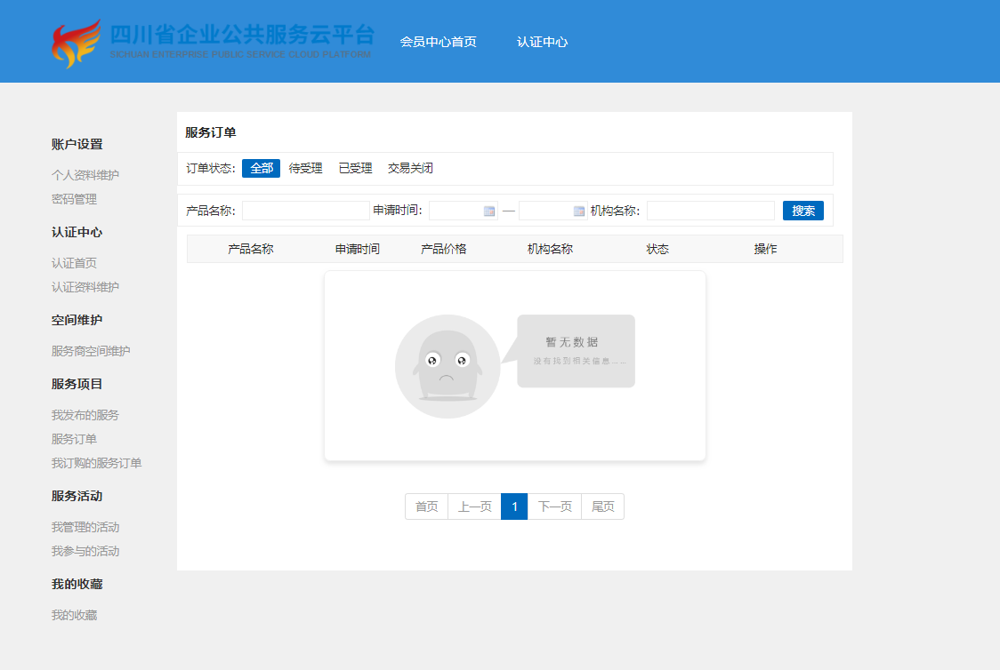 四川省企业公共服务云平台
SICHUAN ENTERPRISE PUBLIC SERVICE CLOUD PLATFORM
会员中心首页 认证中心
账户设置
个人资料维护
密码管理
认证中心
认证首页
认证资料维护
空间维护
服务商空间维护
服务项目
我发布的服务
服务订单
我订购的服务订单
服务活动
我管理的活动
我参与的活动
我的收藏
我的收藏
服务订单
订单状态: 全部 待受理 已受理 交易关闭
产品名称: 申请时间: — 机构名称: 搜索
产品名称 申请时间 产品价格 机构名称 状态 操作
暂无数据
没有找到相关信息……
首页 上一页 1 下一页 尾页